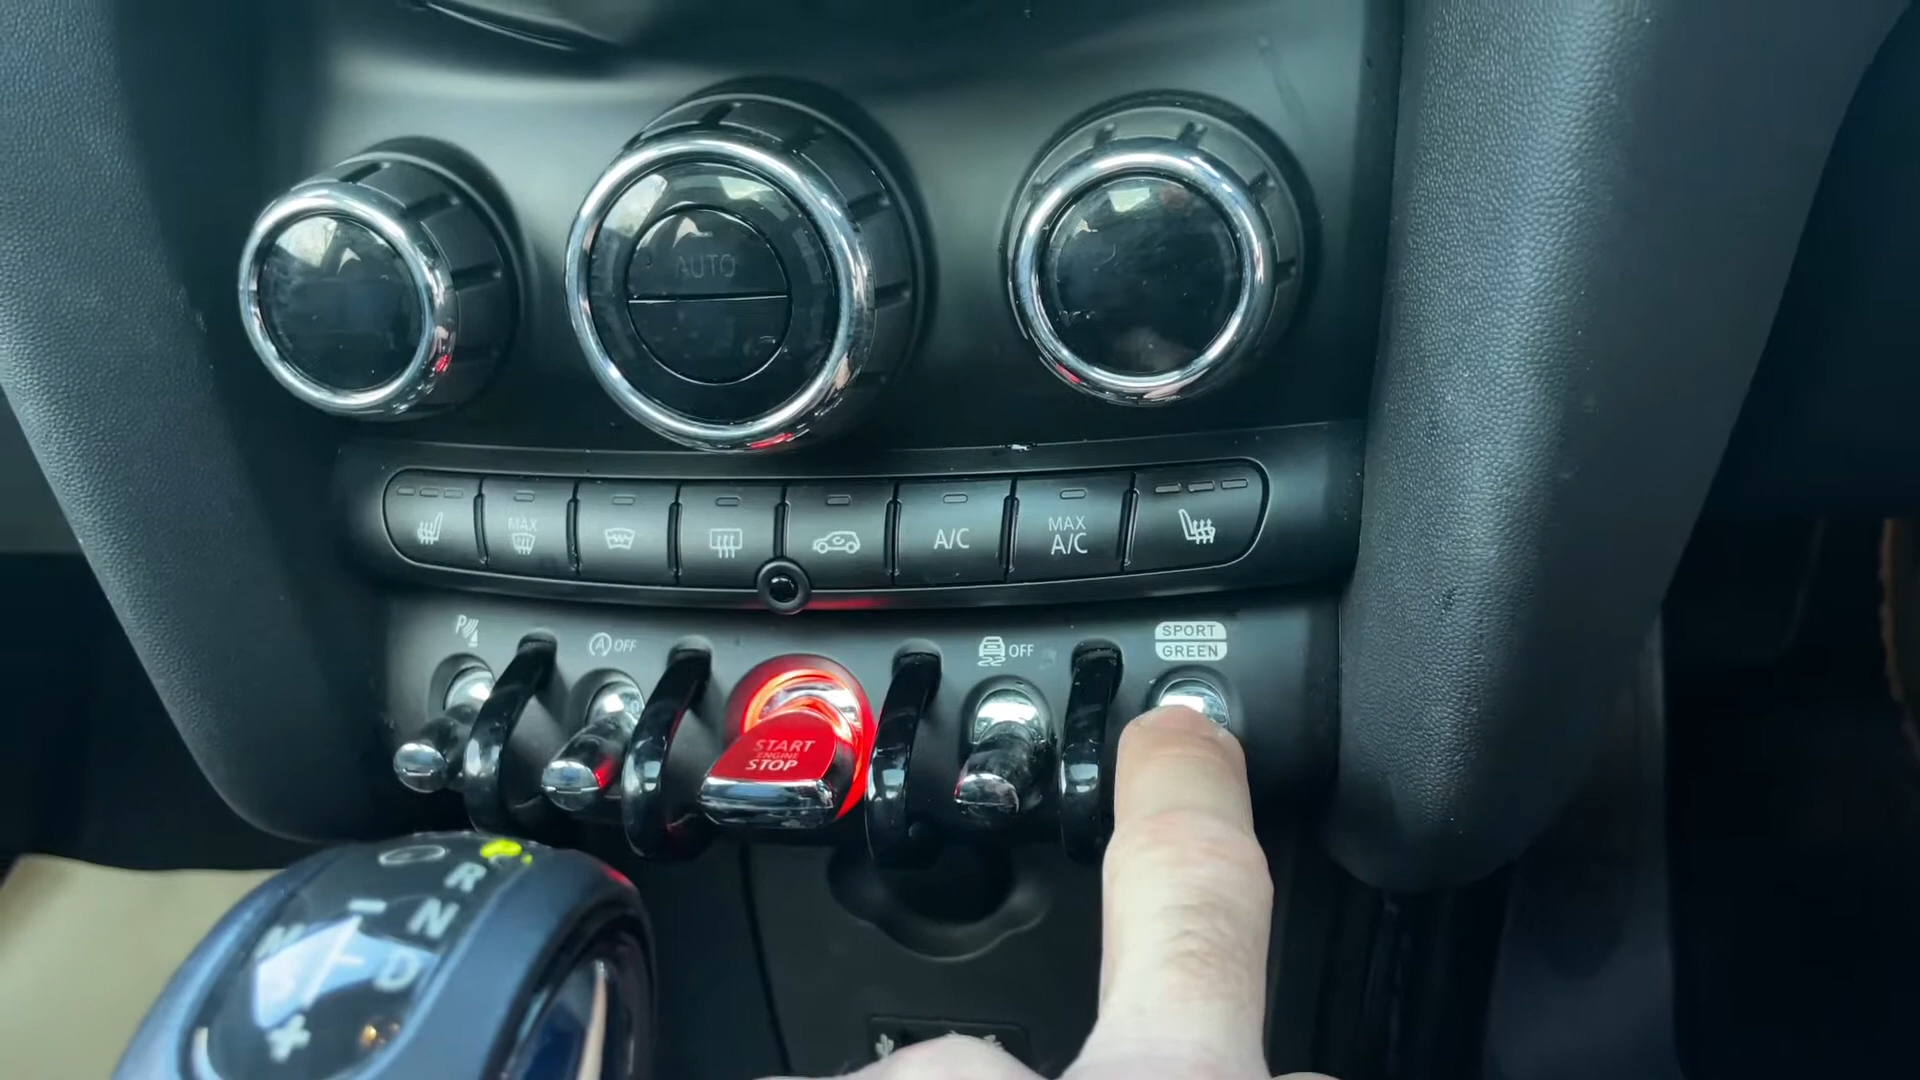 AUTO
MAX
A/C
MAX
A/C
P
A OFF
OFF
SPORT
GREEN
START
ENGINE
STOP
R
N
D
M
+